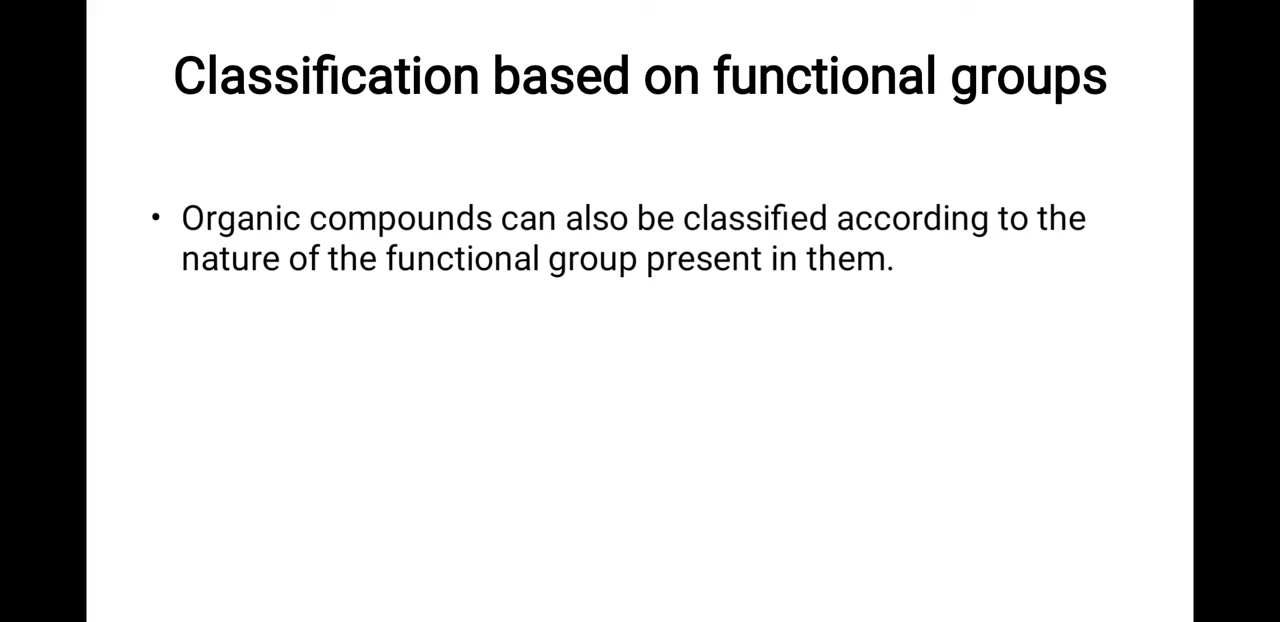 Classification based on functional groups
• Organic compounds can also be classified according to the
nature of the functional group present in them.